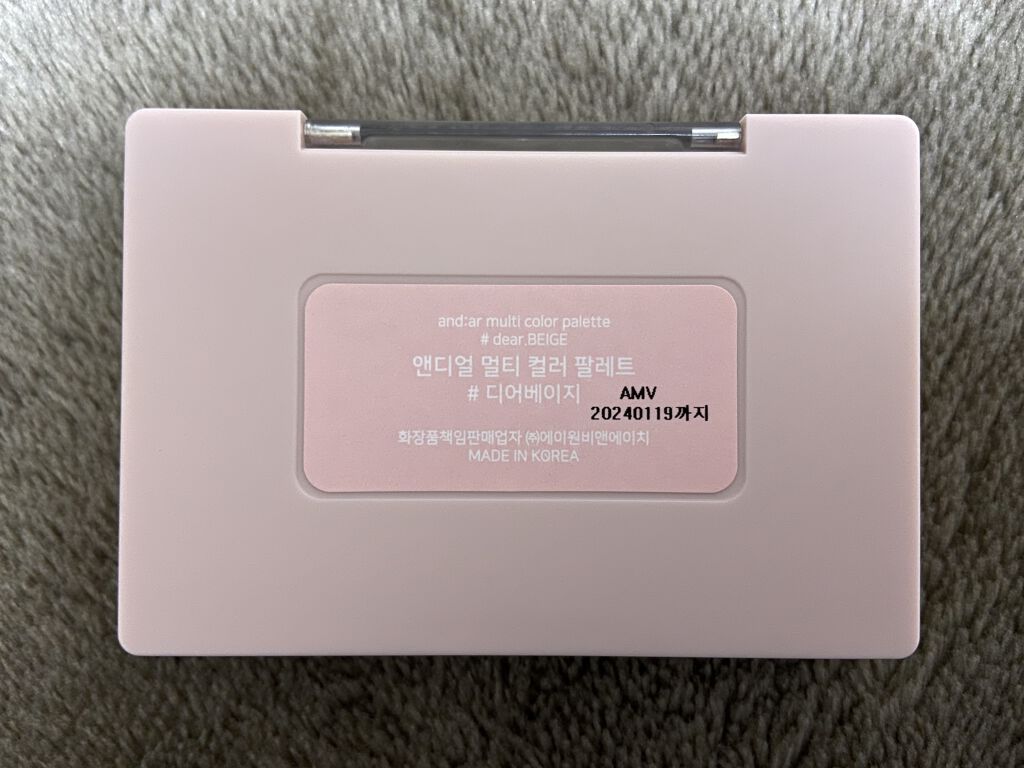 and:ar multi color palette
# dear.BEIGE
앤디얼 멀티 컬러 팔레트
# 디어베이지
AMV
20240119까지
화장품책임판매업자 ㈜에이원비앤에이치
MADE IN KOREA